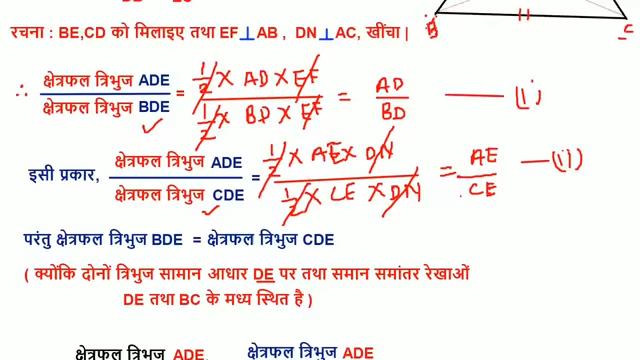 रचना : BE,CD को मिलाइए तथा EF⊥AB , DN⊥AC, खींचा |
B C
∴ क्षेत्रफल त्रिभुज ADE / क्षेत्रफल त्रिभुज BDE = 1/2 × AD × EF / 1/2 × BD × EF = AD / BD —— (i)
इसी प्रकार, क्षेत्रफल त्रिभुज ADE / क्षेत्रफल त्रिभुज CDE = 1/2 × AE × DN / 1/2 × CE × DN = AE / CE —(ii)
परंतु क्षेत्रफल त्रिभुज BDE = क्षेत्रफल त्रिभुज CDE
( क्योंकि दोनों त्रिभुज सामान आधार DE पर तथा समान समांतर रेखाओं
DE तथा BC के मध्य स्थित है )
क्षेत्रफल त्रिभुज ADE. क्षेत्रफल त्रिभुज ADE